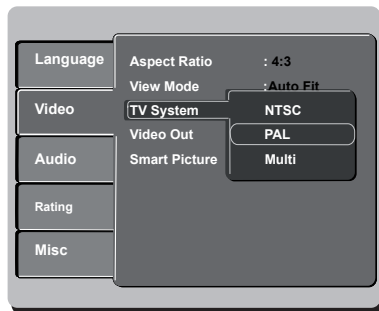 Language
Video
Audio
Rating
Misc
Aspect Ratio : 4:3
View Mode :Auto Fit
TV System NTSC
Video Out PAL
Smart Picture Multi